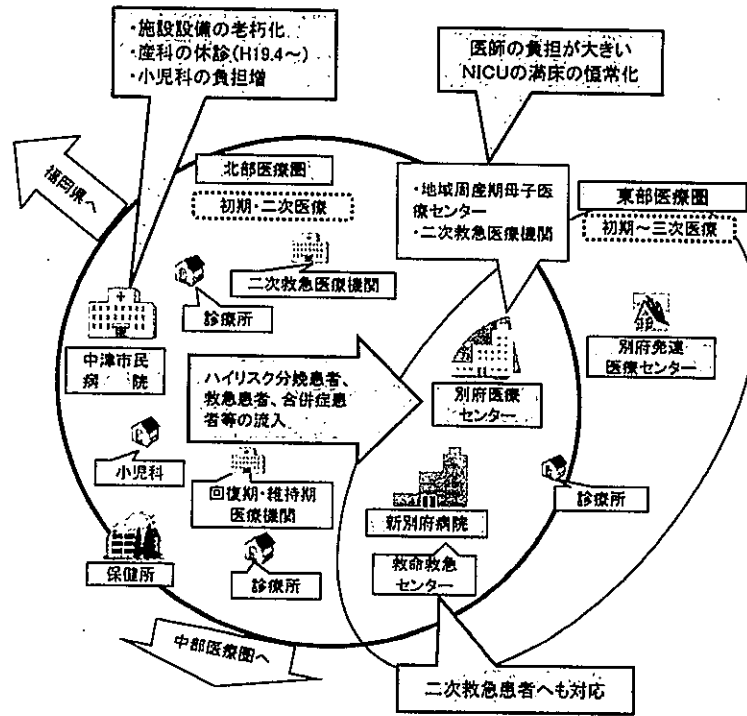 ・施設設備の老朽化
・産科の休診(H19.4〜)
・小児科の負担増
医師の負担が大きい
NICUの満床の恒常化
福岡県へ
北部医療圏
初期・二次医療
・地域周産期母子医
療センター
・二次救急医療機関
東部医療圏
初期〜三次医療
二次救急医療機関
診療所
中津市民
病　院
ハイリスク分娩患者、
救急患者、合併症患
者等の流入
別府医療
センター
別府発達
医療センター
小児科
回復期・維持期
医療機関
新別府病院
診療所
保健所
診療所
救命救急
センター
中部医療圏へ
二次救急患者へも対応